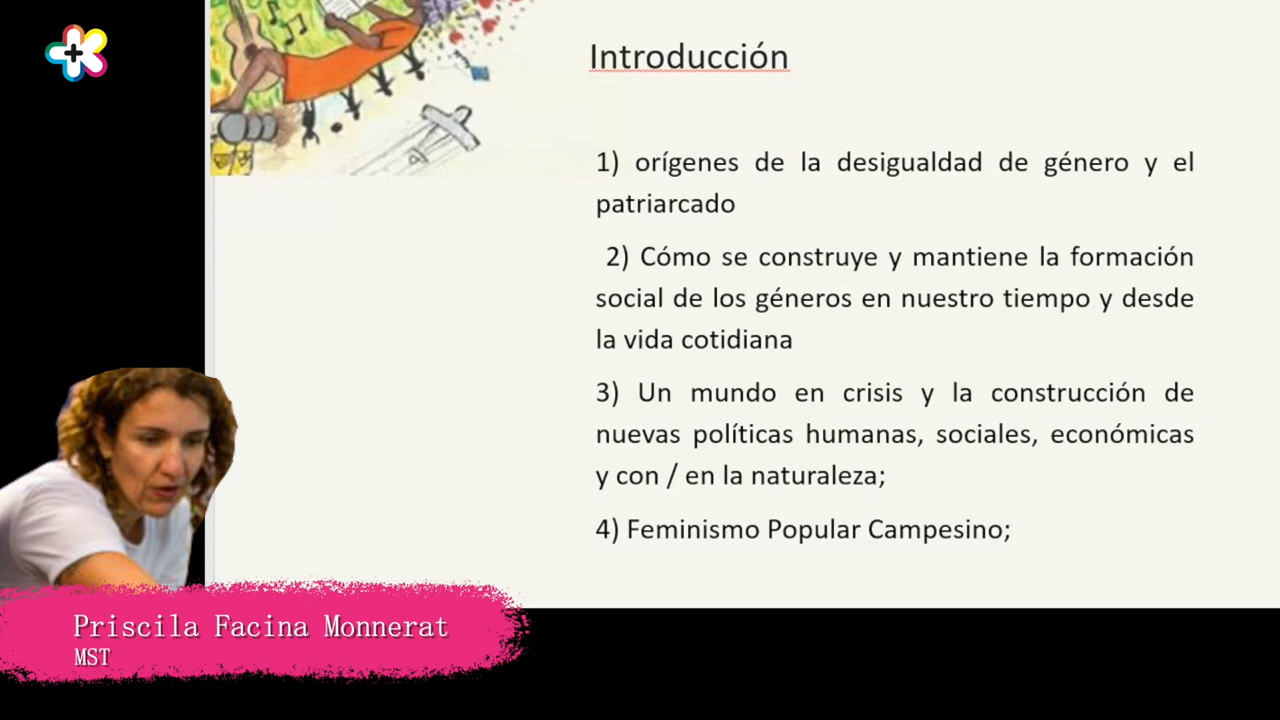 Introducción
1) orígenes de la desigualdad de género y el
patriarcado
2) Cómo se construye y mantiene la formación
social de los géneros en nuestro tiempo y desde
la vida cotidiana
3) Un mundo en crisis y la construcción de
nuevas políticas humanas, sociales, económicas
y con / en la naturaleza;
4) Feminismo Popular Campesino;
Priscila Facina Monnerat
MST